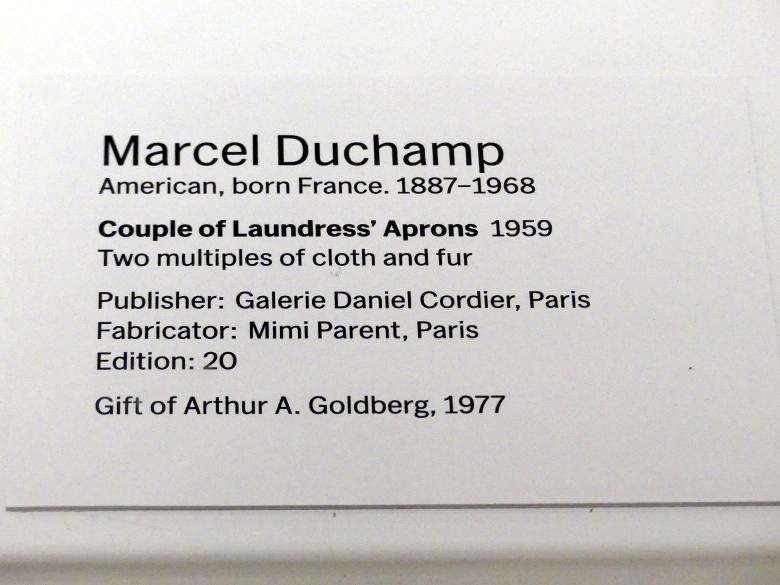 Marcel Duchamp
American, born France. 1887–1968
Couple of Laundress’ Aprons 1959
Two multiples of cloth and fur
Publisher: Galerie Daniel Cordier, Paris
Fabricator: Mimi Parent, Paris
Edition: 20
Gift of Arthur A. Goldberg, 1977